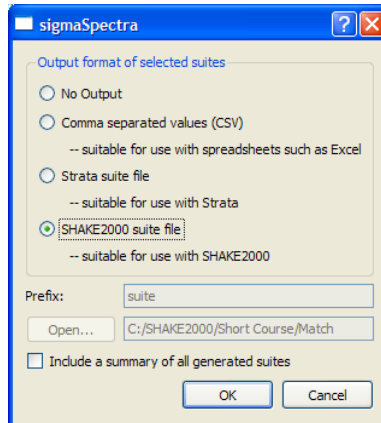 sigmaSpectra
Output format of selected suites
No Output
Comma separated values (CSV)
-- suitable for use with spreadsheets such as Excel
Strata suite file
-- suitable for use with Strata
SHAKE2000 suite file
-- suitable for use with SHAKE2000
Prefix: suite
Open... C:/SHAKE2000/Short Course/Match
Include a summary of all generated suites
OK Cancel